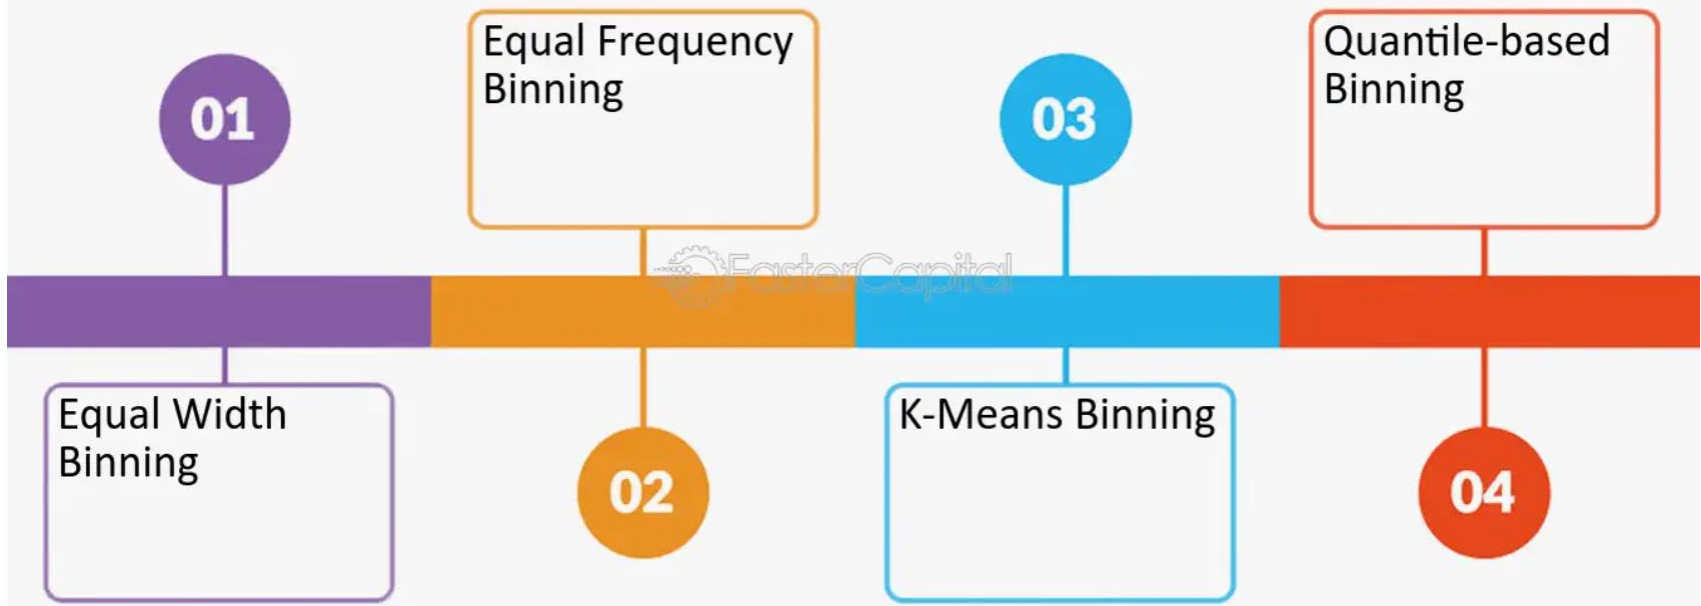 01
Equal Width
Binning
Equal Frequency
Binning
02
03
K-Means Binning
Quantile-based
Binning
04
FasterCapital